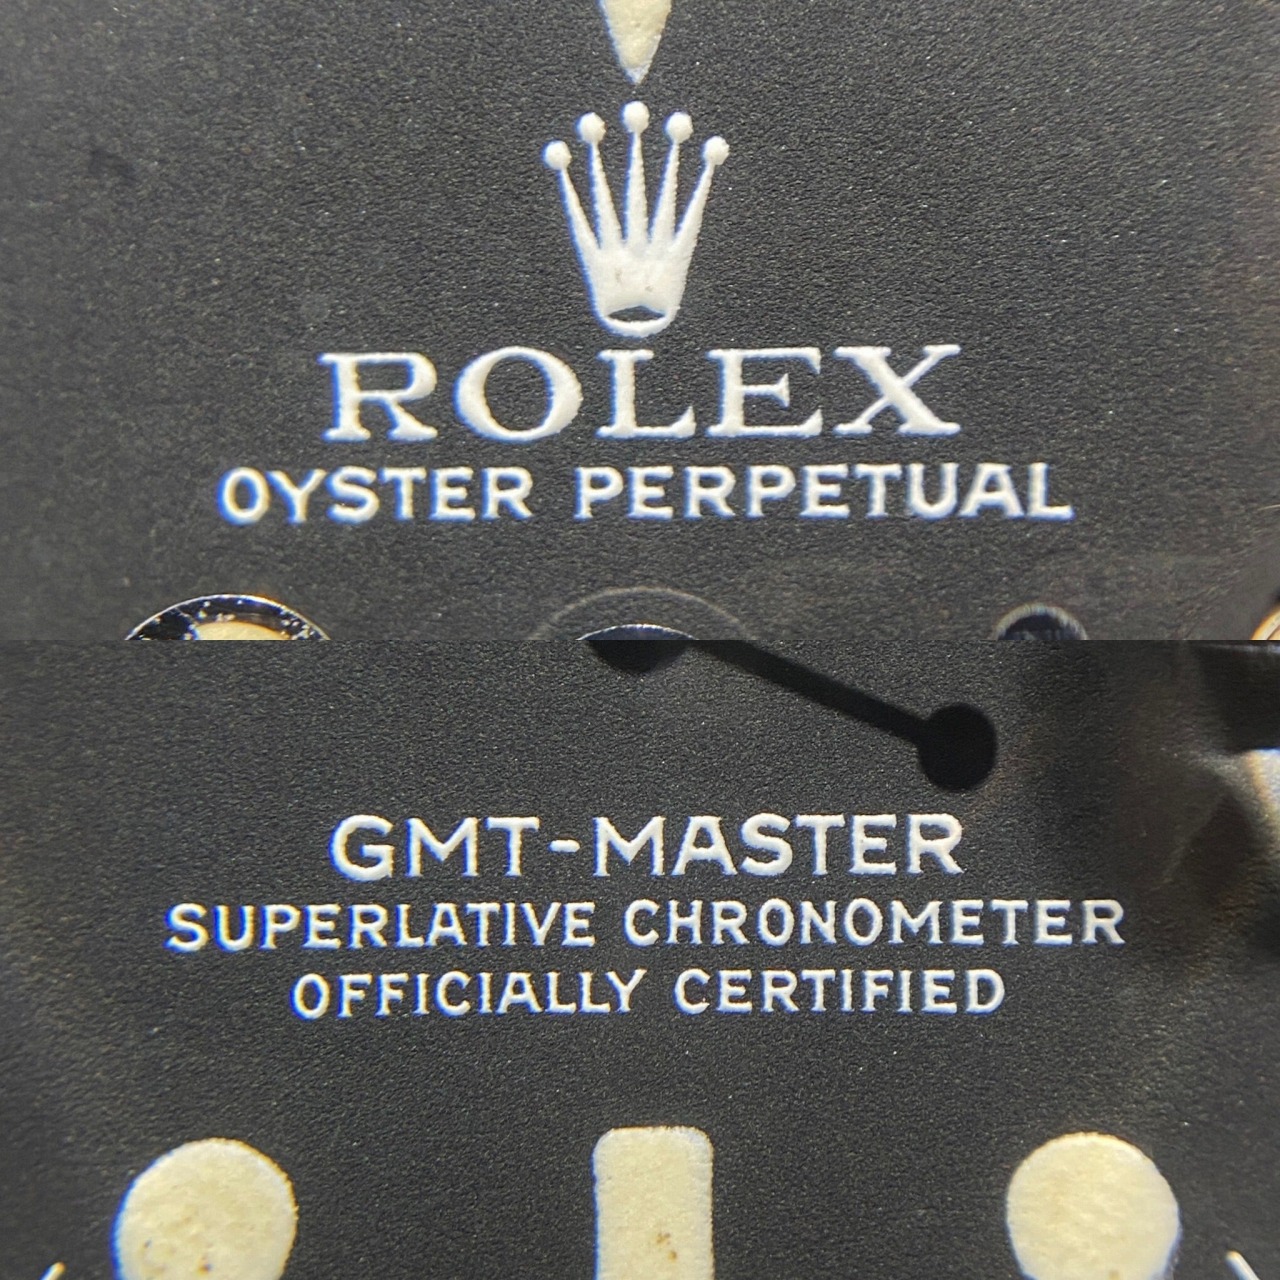 ROLEX
OYSTER PERPETUAL
GMT-MASTER
SUPERLATIVE CHRONOMETER
OFFICIALLY CERTIFIED